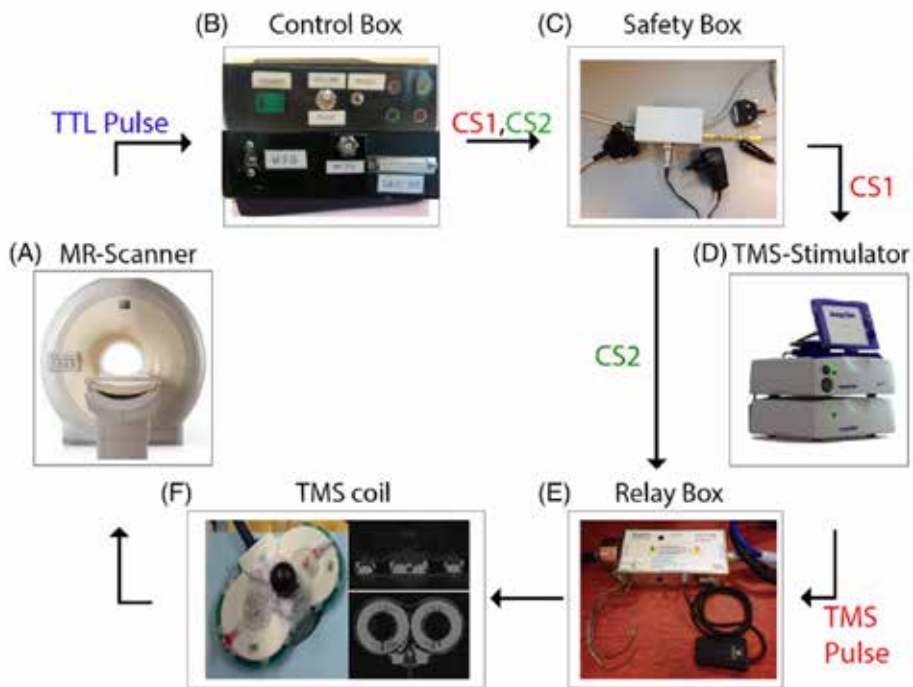 (B) Control Box
(C) Safety Box
TTL Pulse
CS1,CS2
CS1
(A) MR-Scanner
(D) TMS-Stimulator
CS2
(F) TMS coil
(E) Relay Box
TMS
Pulse
USB